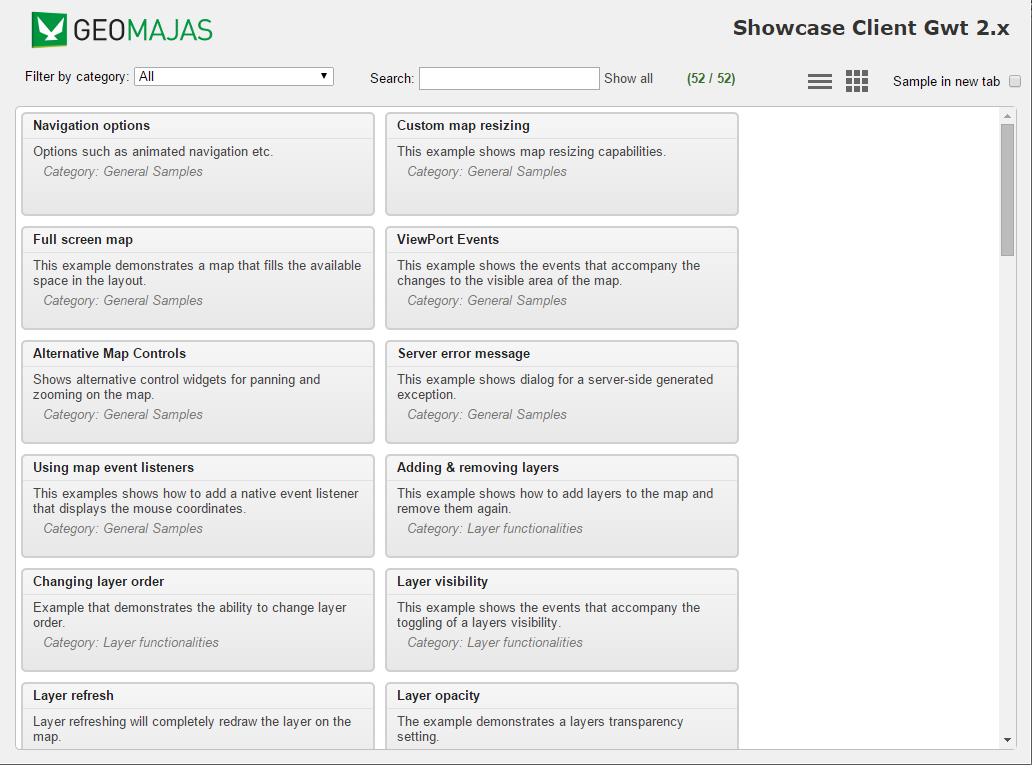 GEOMAJAS
Showcase Client Gwt 2.x
Filter by category: All
Search:
Show all
(52 / 52)
Sample in new tab
Navigation options
Options such as animated navigation etc.
Category: General Samples
Custom map resizing
This example shows map resizing capabilities.
Category: General Samples
Full screen map
This example demonstrates a map that fills the available
space in the layout.
Category: General Samples
ViewPort Events
This example shows the events that accompany the
changes to the visible area of the map.
Category: General Samples
Alternative Map Controls
Shows alternative control widgets for panning and
zooming on the map.
Category: General Samples
Server error message
This example shows dialog for a server-side generated
exception.
Category: General Samples
Using map event listeners
This examples shows how to add a native event listener
that displays the mouse coordinates.
Category: General Samples
Adding & removing layers
This example shows how to add layers to the map and
remove them again.
Category: Layer functionalities
Changing layer order
Example that demonstrates the ability to change layer
order.
Category: Layer functionalities
Layer visibility
This example shows the events that accompany the
toggling of a layers visibility.
Category: Layer functionalities
Layer refresh
Layer refreshing will completely redraw the layer on the
map.
Layer opacity
The example demonstrates a layers transparency
setting.